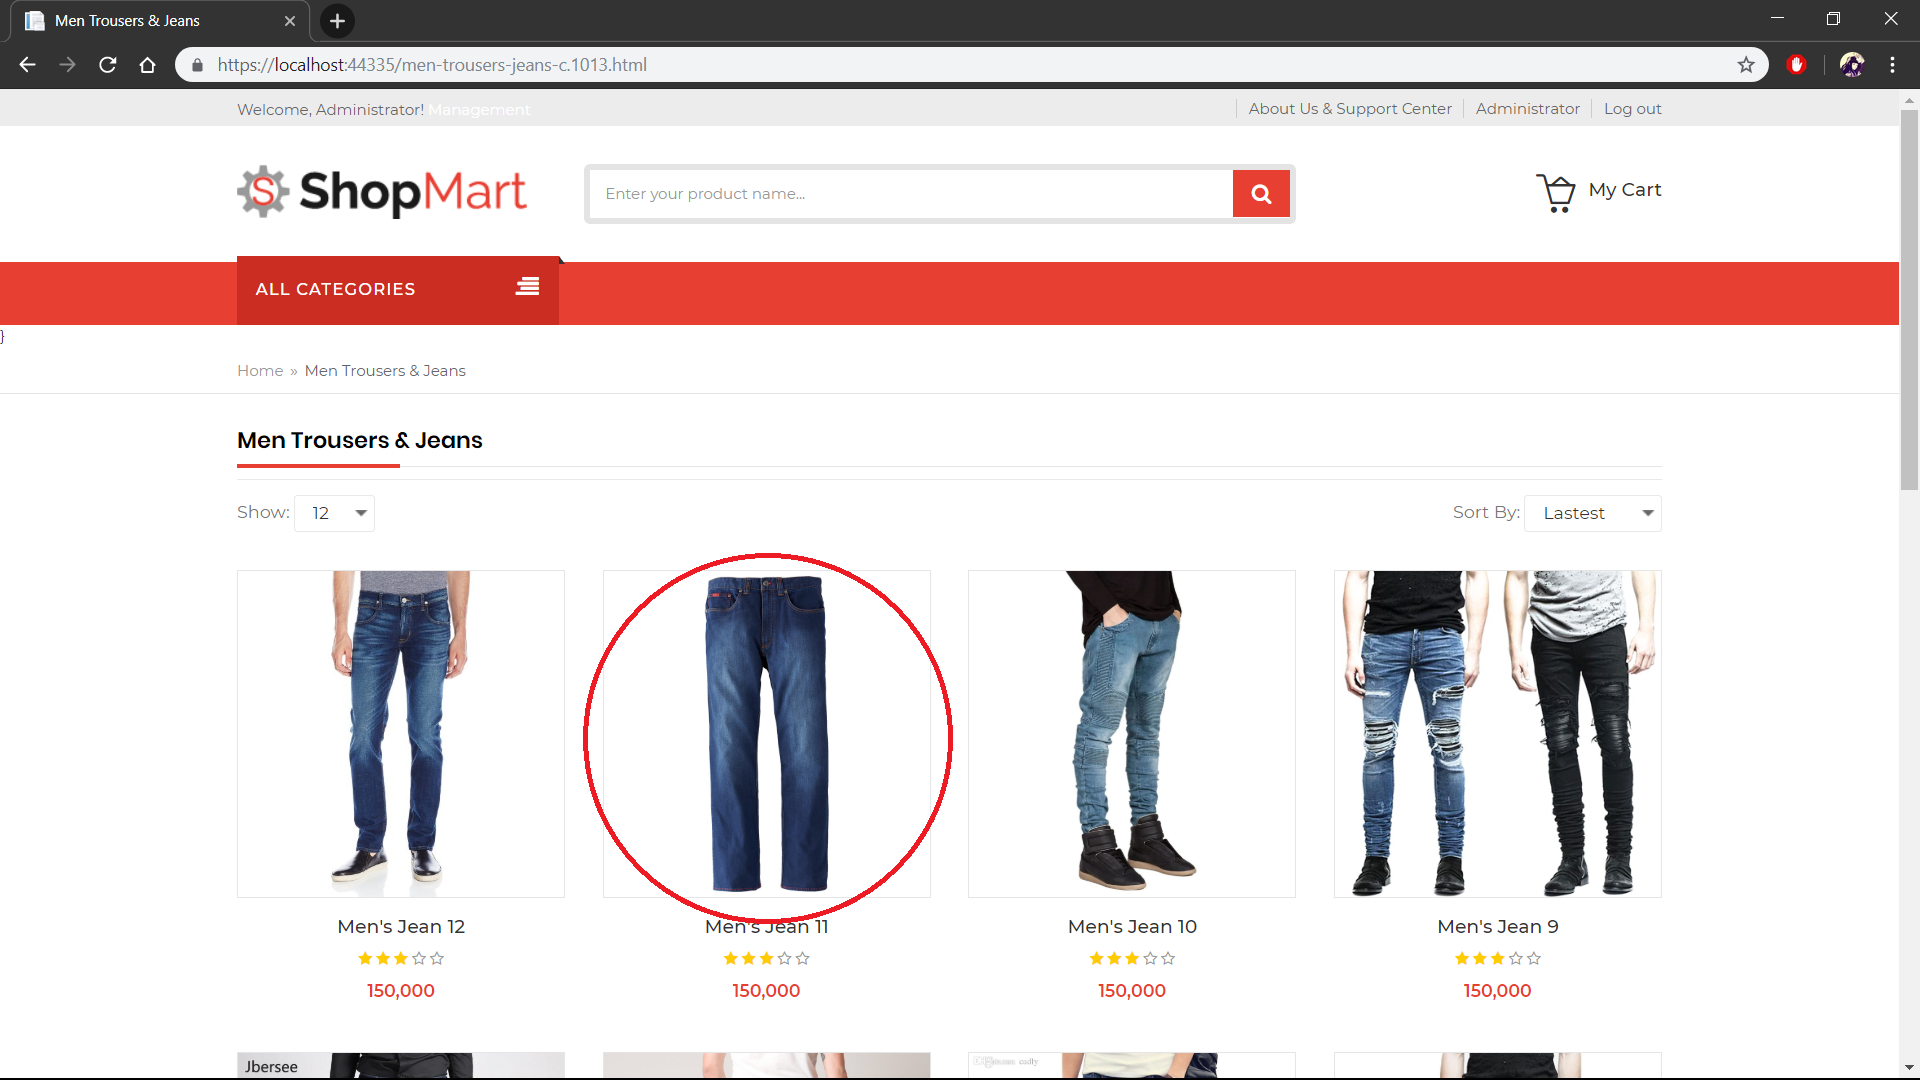 Men Trousers & Jeans
https://localhost:44335/men-trousers-jeans-c.1013.html
Welcome, Administrator! Management
About Us & Support Center
Administrator
Log out
S ShopMart
Enter your product name...
My Cart
ALL CATEGORIES
}
Home » Men Trousers & Jeans
Men Trousers & Jeans
Show: 12
Sort By: Lastest
Men's Jean 12
Men's Jean 11
Men's Jean 10
Men's Jean 9
150,000
150,000
150,000
150,000
Jbersee